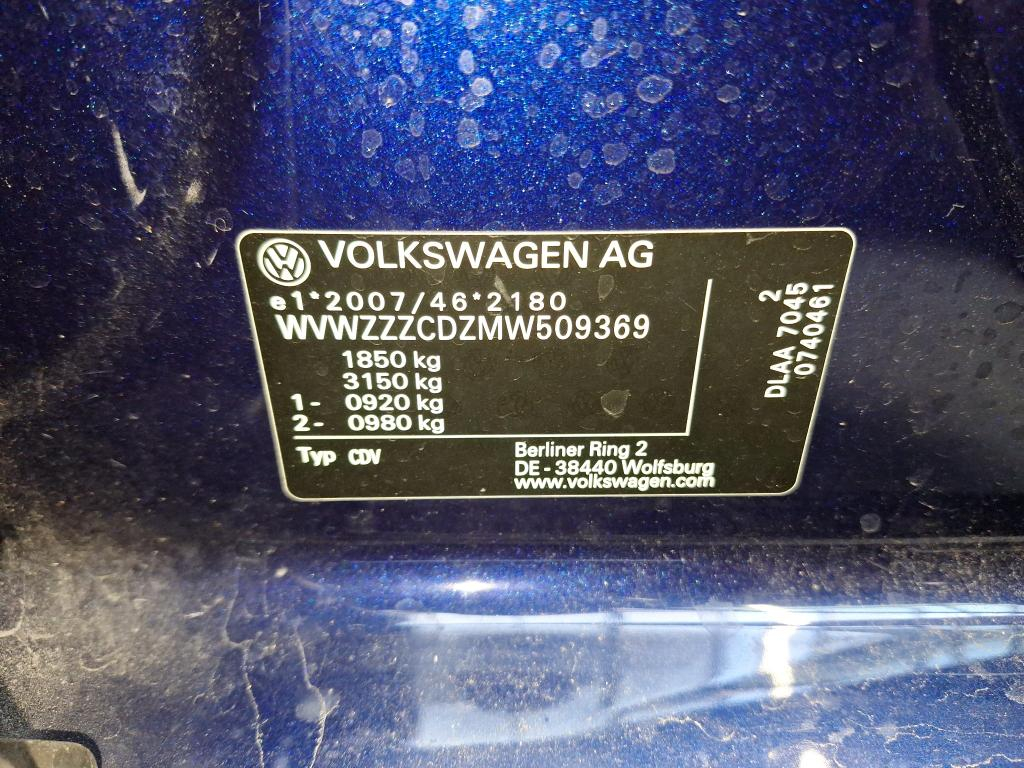 VOLKSWAGEN AG
e1*2007/46*2180
WVWZZZCDZMW509369
1850 kg
3150 kg
1- 0920 kg
2- 0980 kg
Typ CDV
Berliner Ring 2
DE - 38440 Wolfsburg
www.volkswagen.com
2
DLAA 7045
0740461